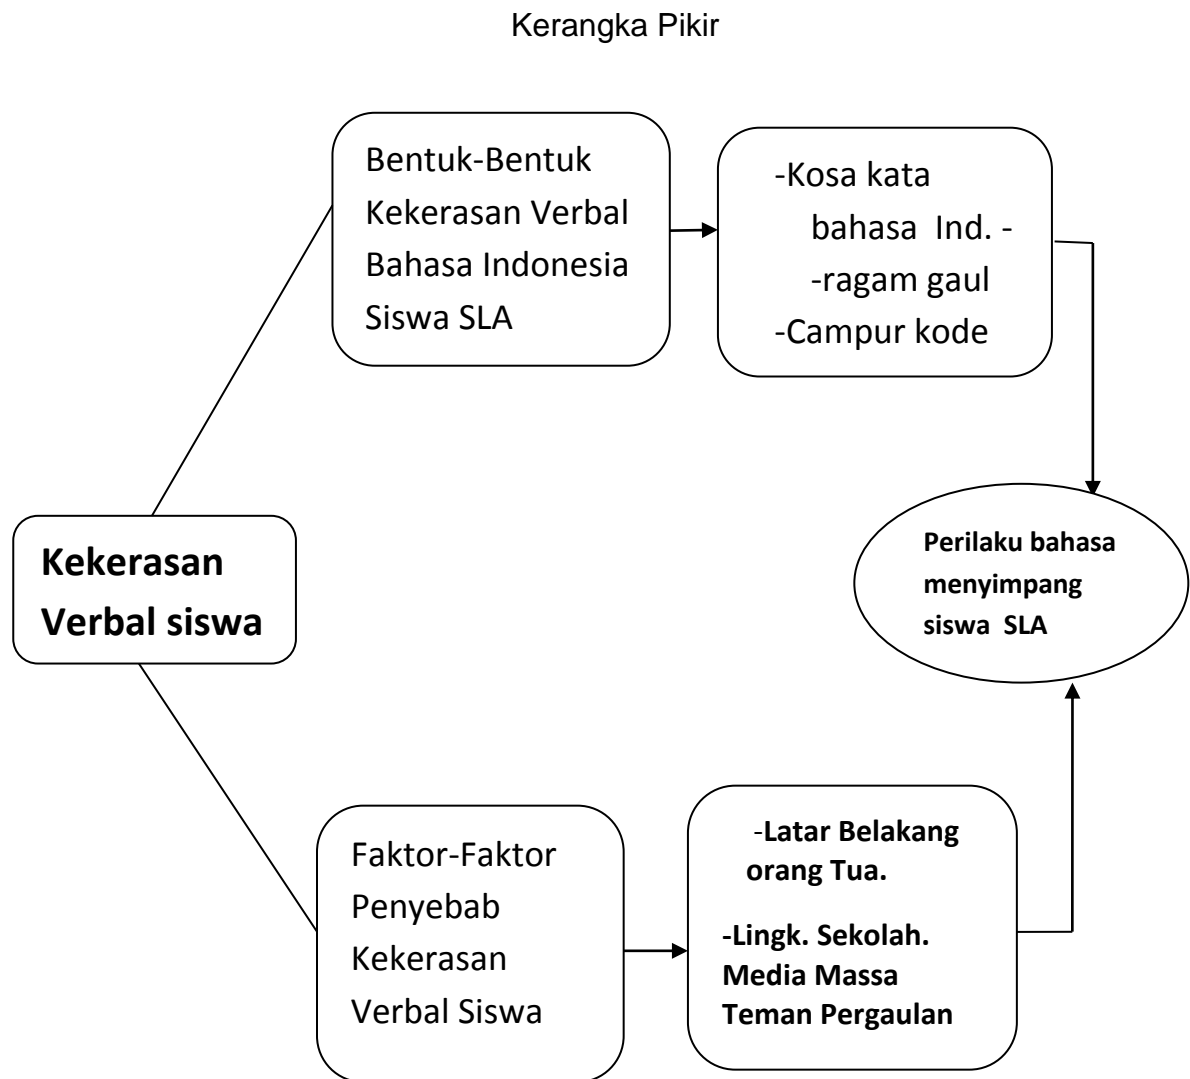 Kerangka Pikir
Bentuk-Bentuk
Kekerasan Verbal
Bahasa Indonesia
Siswa SLA
-Kosa kata
bahasa  Ind. -
-ragam gaul
-Campur kode
Kekerasan
Verbal siswa
Perilaku bahasa
menyimpang
siswa  SLA
Faktor-Faktor
Penyebab
Kekerasan
Verbal Siswa
-Latar Belakang
orang Tua.
-Lingk. Sekolah.
Media Massa
Teman Pergaulan